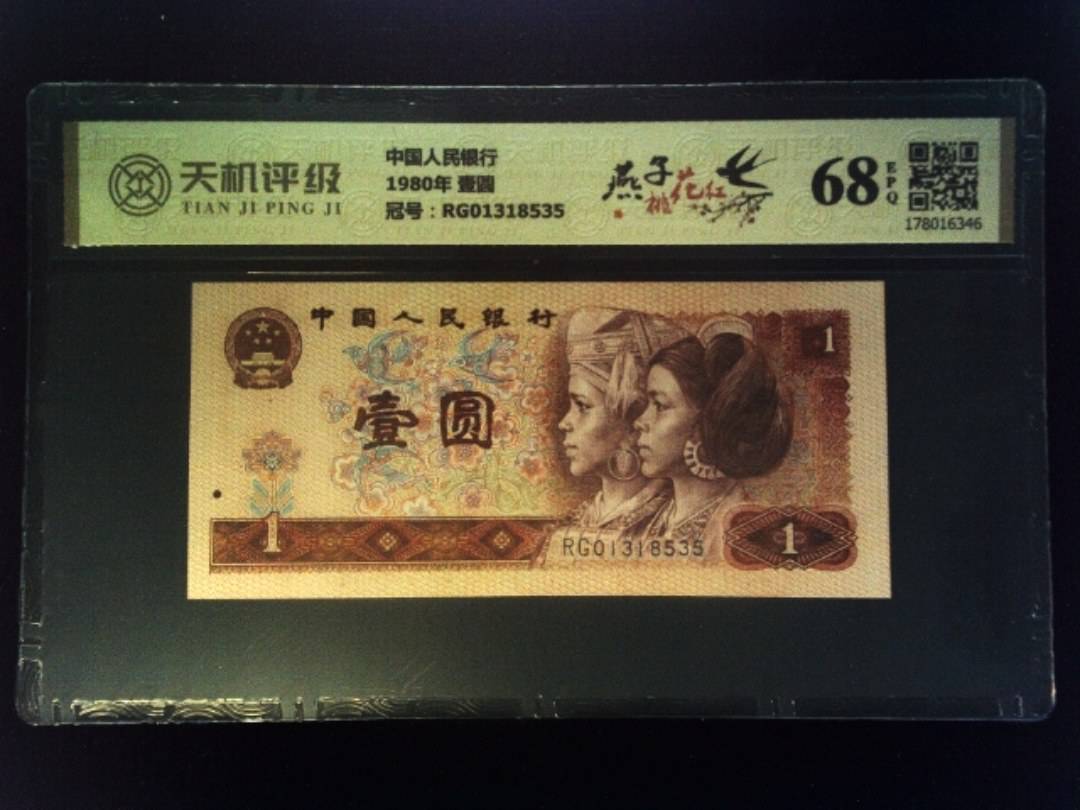 天机评级
TIAN JI PING JI
中国人民银行
1980年 壹圆
冠号：RG01318535
燕子
桃花红
68
EPQ
178016346
中国人民银行
壹圆
1
1
RG01318535
1